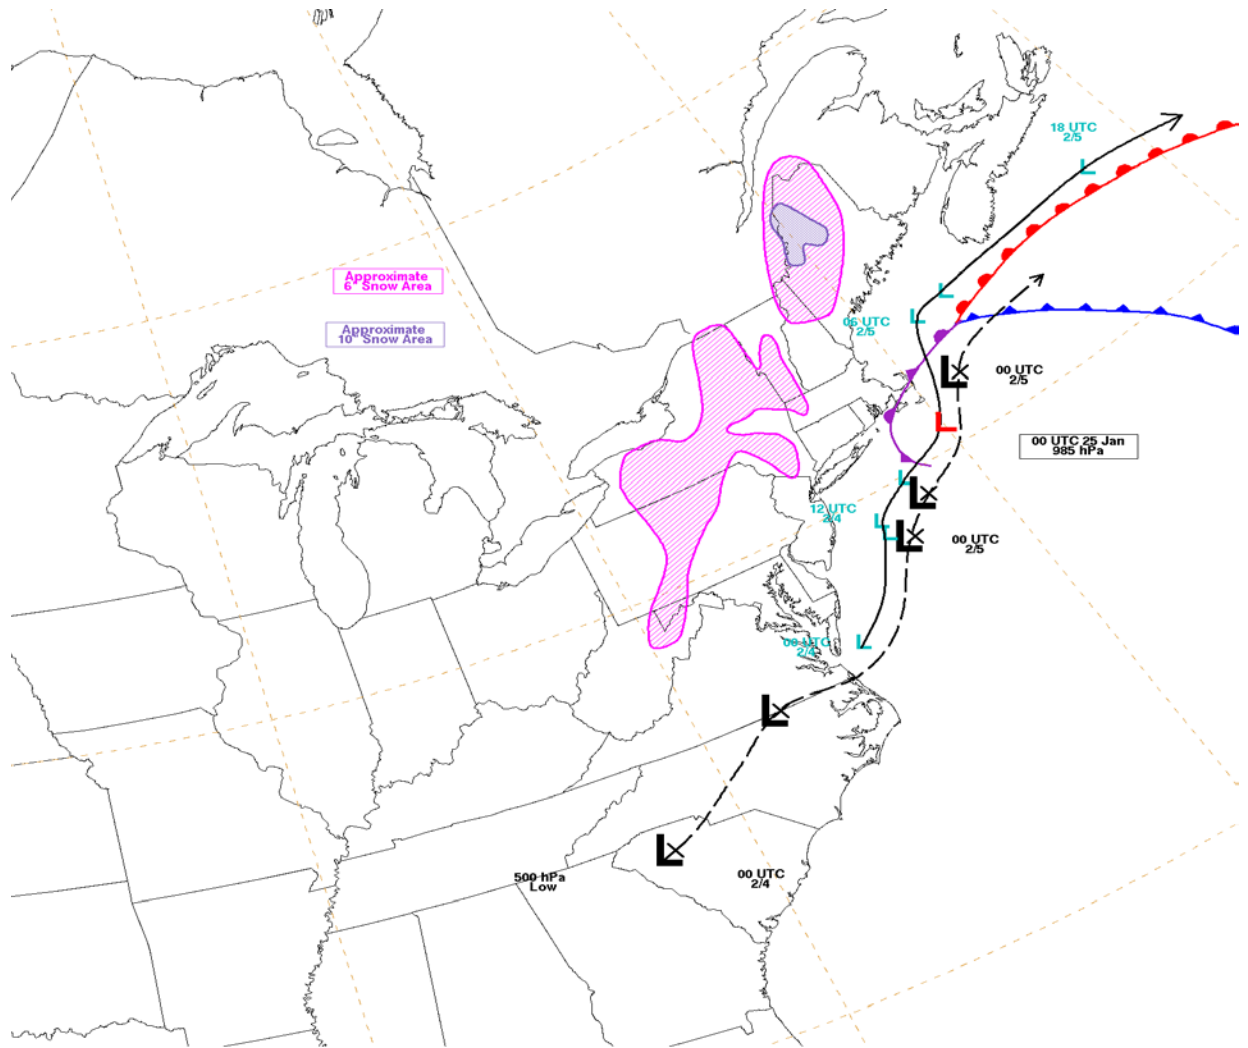 18 UTC
2/5
Approximate
6" Snow Area
Approximate
10" Snow Area
06 UTC
2/5
00 UTC
2/5
L
L
L
L
L
00 UTC 25 Jan
985 hPa
L
L
12 UTC
2/4
L
L
L
00 UTC
2/5
00 UTC
2/4
L
L
L
500 hPa
Low
00 UTC
2/4